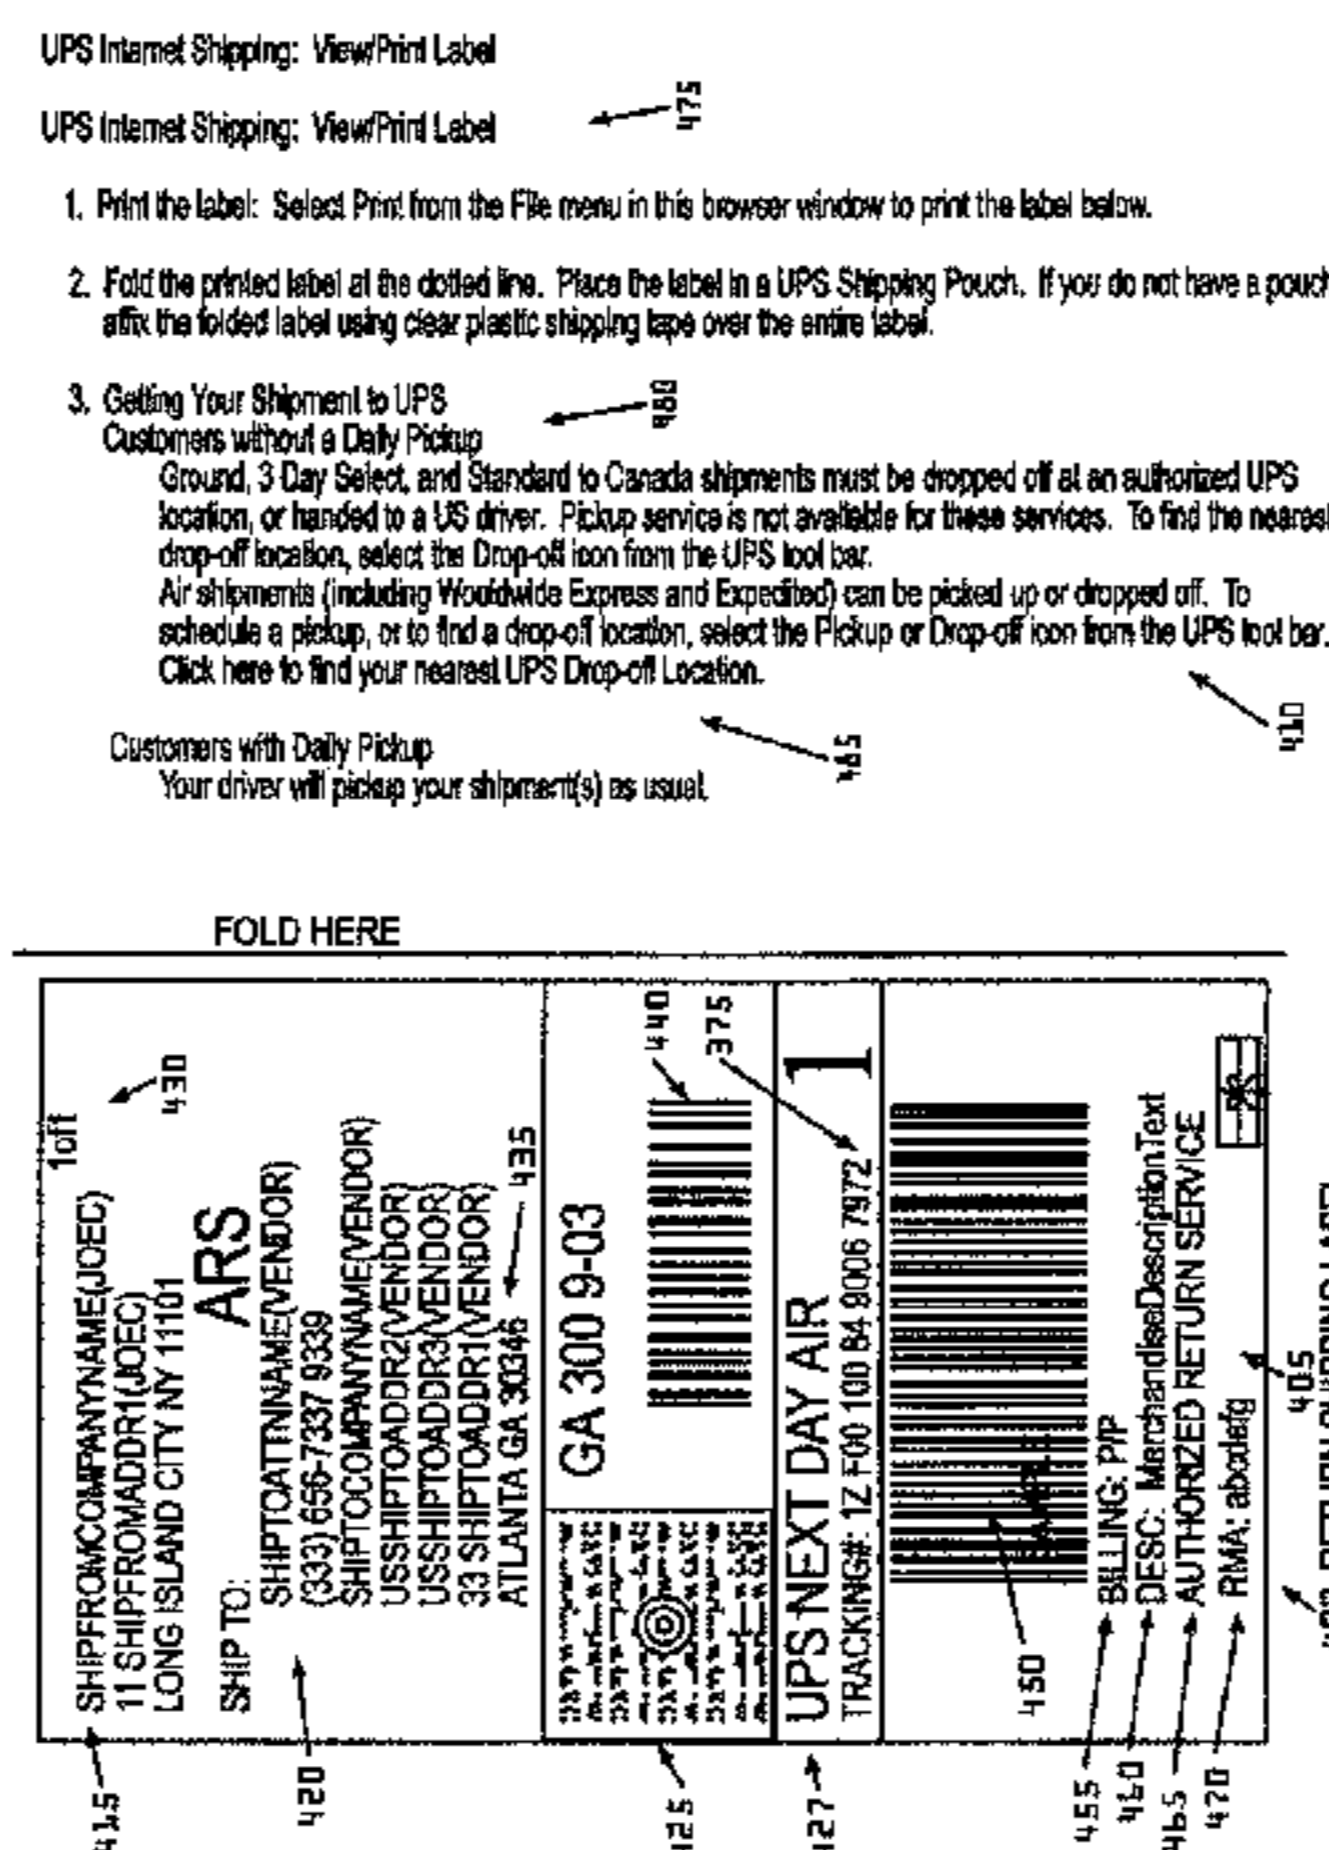 UPS Internet Shipping: View/Print Label
475
UPS Internet Shipping: View/Print Label
1. Print the label: Select Print from the File menu in this browser window to print the label below.
2. Fold the printed label at the dotted line. Place the label in a UPS Shipping Pouch. If you do not have a pouch
affix the folded label using clear plastic shipping tape over the entire label.
3. Getting Your Shipment to UPS
480
Customers without a Daily Pickup
Ground, 3 Day Select, and Standard to Canada shipments must be dropped off at an authorized UPS
location, or handed to a US driver. Pickup service is not available for these services. To find the nearest
drop-off location, select the Drop-off icon from the UPS tool bar.
Air shipments (including Worldwide Express and Expedited) can be picked up or dropped off. To
schedule a pickup, or to find a drop-off location, select the Pickup or Drop-off icon from the UPS tool bar.
Click here to find your nearest UPS Drop-off Location.
410
465
Customers with Daily Pickup
Your driver will pickup your shipment(s) as usual.
FOLD HERE
SHIPFROMCOMPANYNAME(JOEC)
11 SHIPFROMADDR1(JOEC)
LONG ISLAND CITY NY 11101
430
ARS
SHIP TO:
SHIPTOATTNNAME(VENDOR)
(333) 656-7337 9339
SHIPTOCOMPANYNAME(VENDOR)
USSHIPTOADDR2(VENDOR)
USSHIPTOADDR3(VENDOR)
33 SHIPTOADDR1(VENDOR)
ATLANTA GA 30346
435
GA 300 9-03
440
375
UPS NEXT DAY AIR 1
TRACKING#: 1Z F00 100 84 9006 7972
450
BILLING: P/P
DESC: MerchandiseDescriptionText
AUTHORIZED RETURN SERVICE
RMA: abcdefg
405
420
455
460
465
470